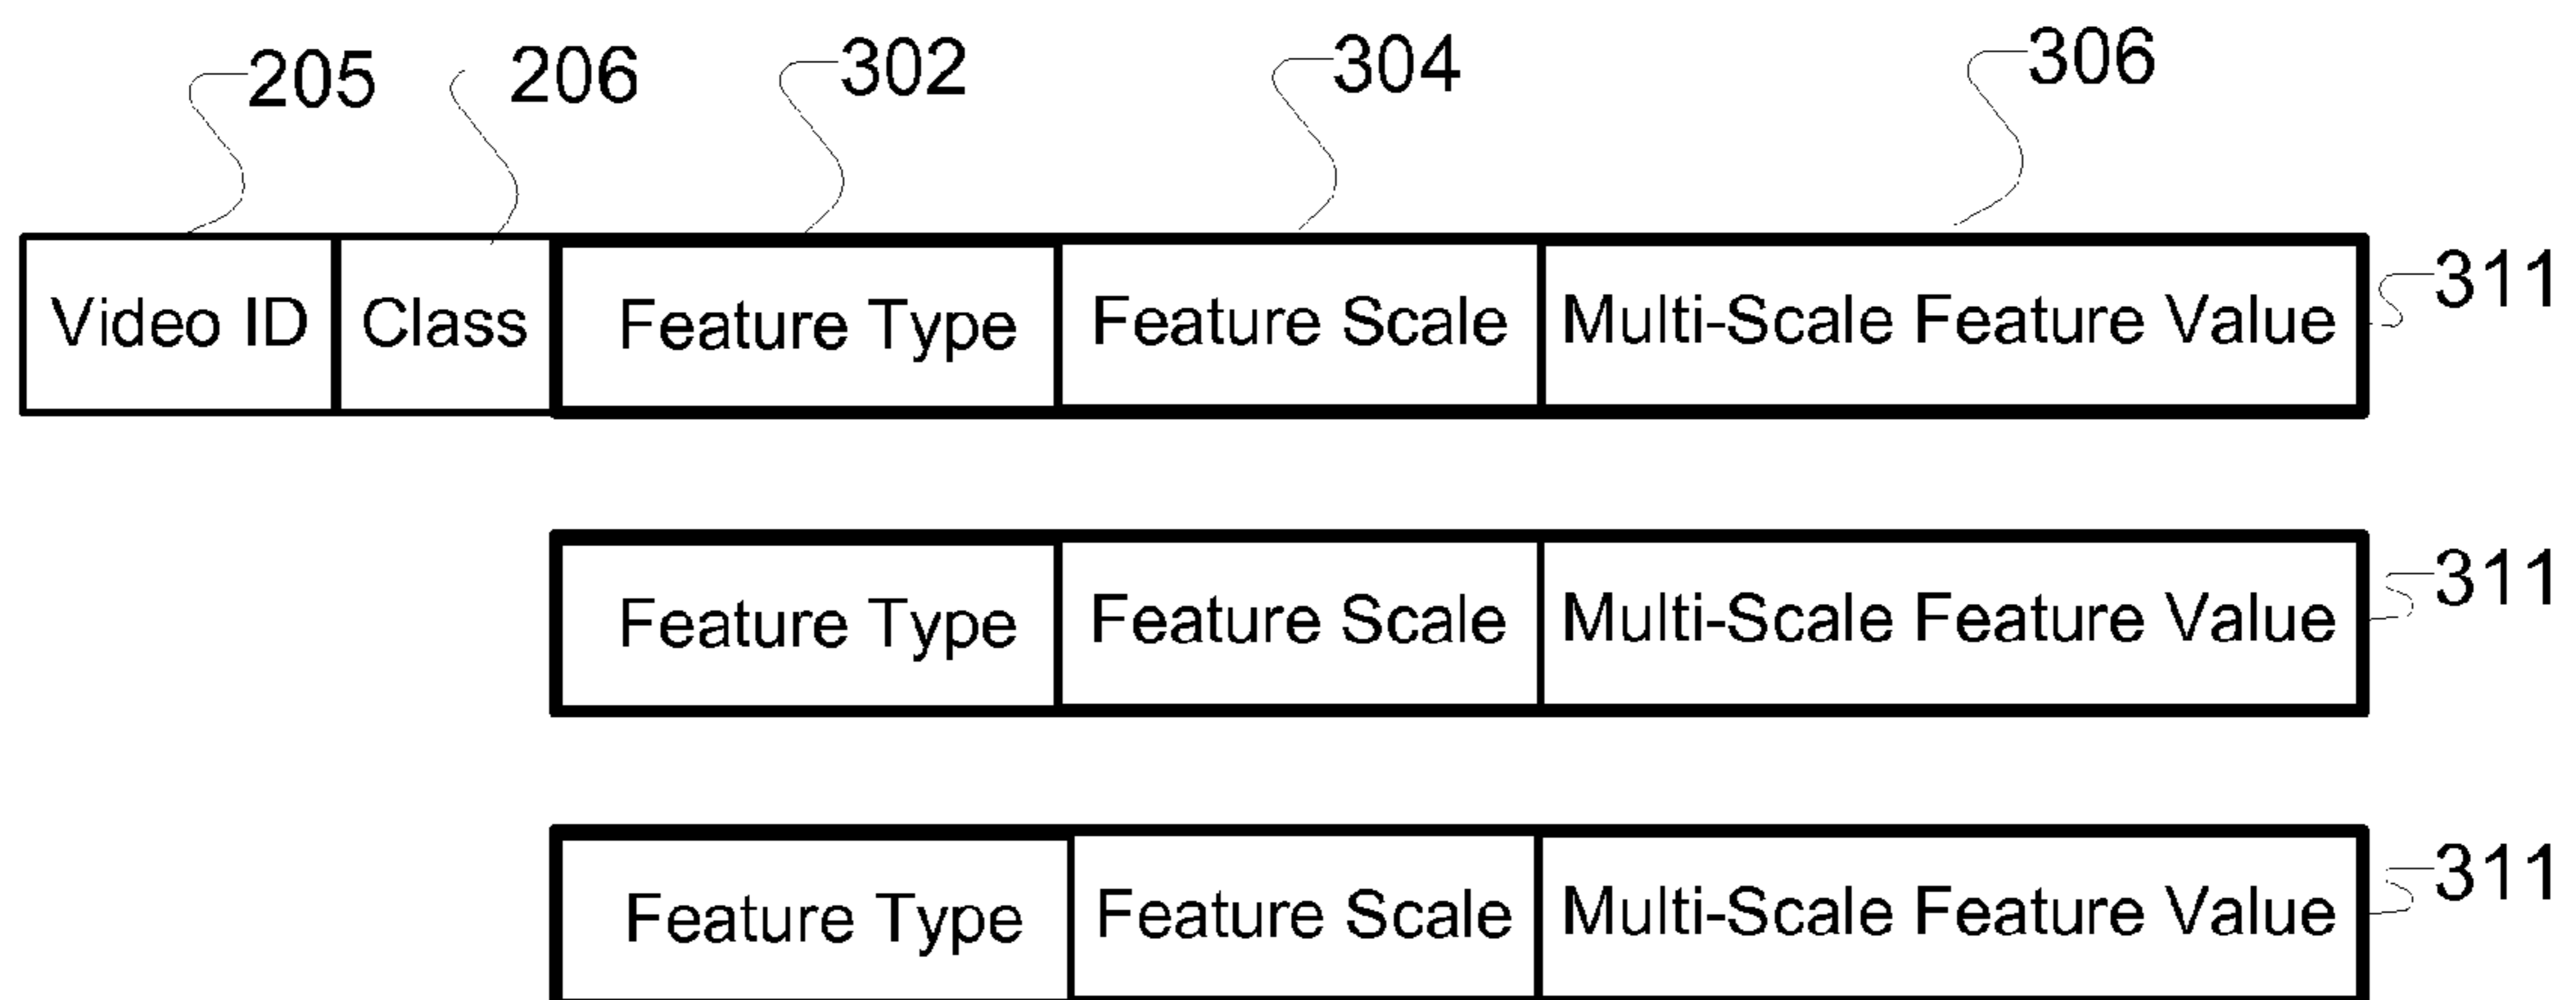 205 206 302 304 306
Video ID Class Feature Type Feature Scale Multi-Scale Feature Value 311
Feature Type Feature Scale Multi-Scale Feature Value 311
Feature Type Feature Scale Multi-Scale Feature Value 311